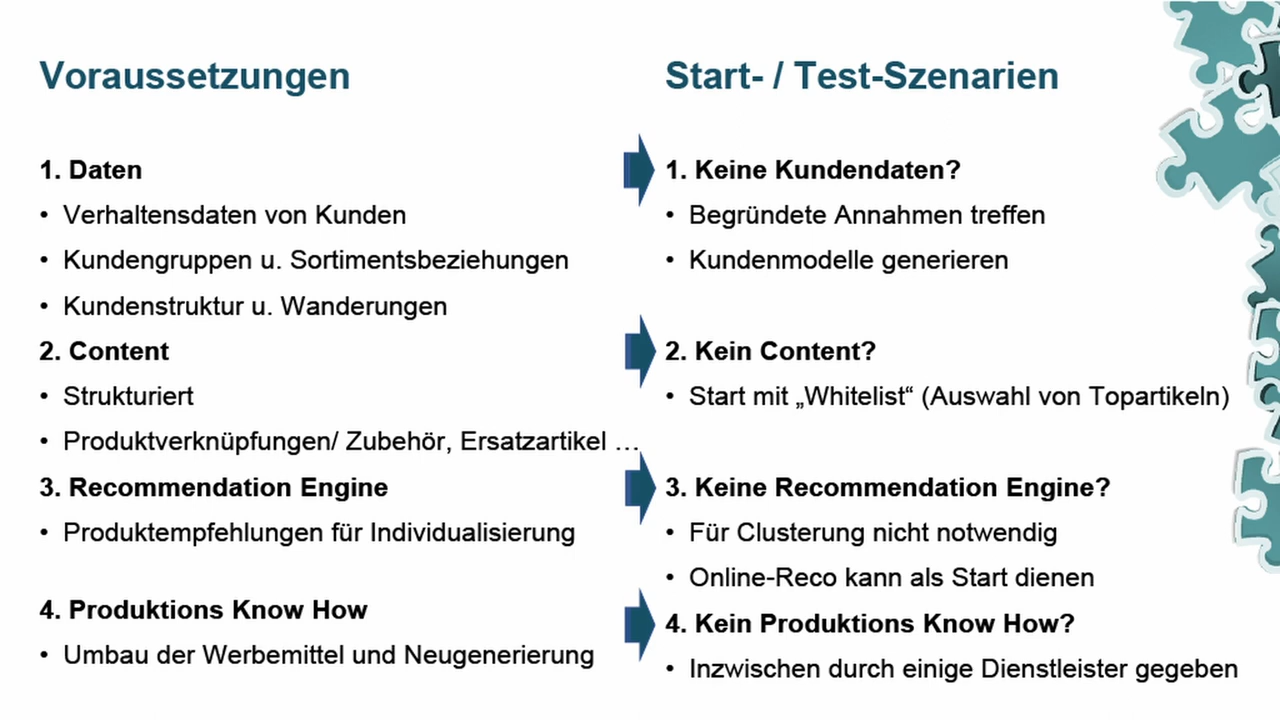 Voraussetzungen
1. Daten
• Verhaltensdaten von Kunden
• Kundengruppen u. Sortimentsbeziehungen
• Kundenstruktur u. Wanderungen
2. Content
• Strukturiert
• Produktverknüpfungen/ Zubehör, Ersatzartikel …
3. Recommendation Engine
• Produktempfehlungen für Individualisierung
4. Produktions Know How
• Umbau der Werbemittel und Neugenerierung
Start- / Test-Szenarien
1. Keine Kundendaten?
• Begründete Annahmen treffen
• Kundenmodelle generieren
2. Kein Content?
• Start mit „Whitelist“ (Auswahl von Topartikeln)
3. Keine Recommendation Engine?
• Für Clusterung nicht notwendig
• Online-Reco kann als Start dienen
4. Kein Produktions Know How?
• Inzwischen durch einige Dienstleister gegeben